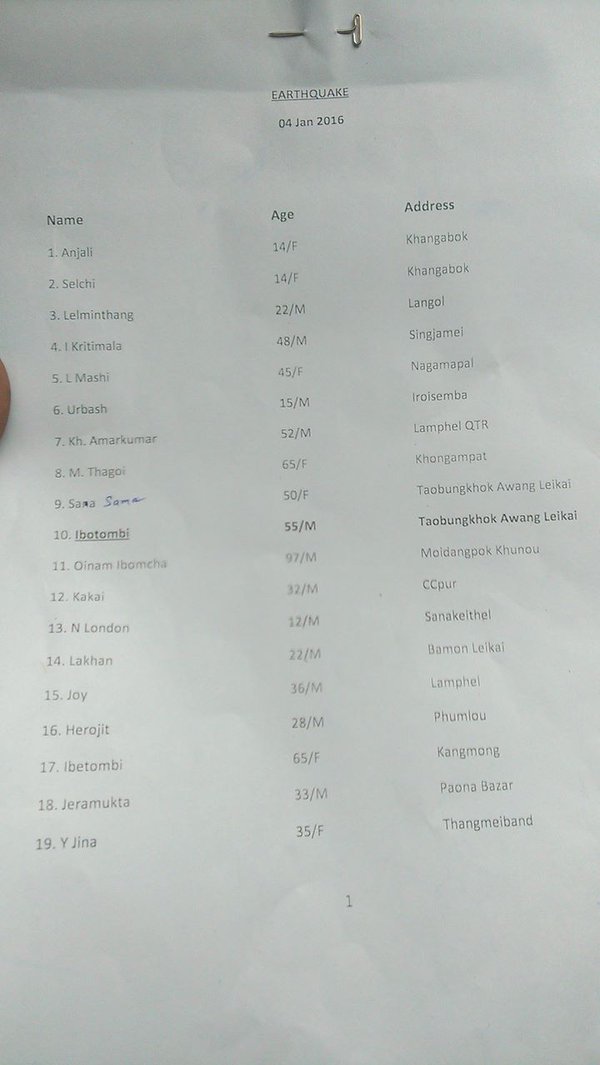 EARTHQUAKE
04 Jan 2016
Name Age Address
1. Anjali 14/F Khangabok
2. Selchi 14/F Khangabok
3. Lelminthang 22/M Langol
4. I Kritimala 48/M Singjamei
5. L Mashi 45/F Nagamapal
6. Urbash 15/M Iroisemba
7. Kh. Amarkumar 52/M Lamphel QTR
8. M. Thagoi 65/F Khongampat
9. Sana Sama 50/F Taobungkhok Awang Leikai
10. Ibotombi 55/M Taobungkhok Awang Leikai
11. Oinam Ibomcha 97/M Moidangpok Khunou
12. Kakai 32/M CCpur
13. N London 12/M Sanakeithel
14. Lakhan 22/M Bamon Leikai
15. Joy 36/M Lamphel
16. Herojit 28/M Phumlou
17. Ibetombi 65/F Kangmong
18. Jeramukta 33/M Paona Bazar
19. Y Jina 35/F Thangmeiband
1